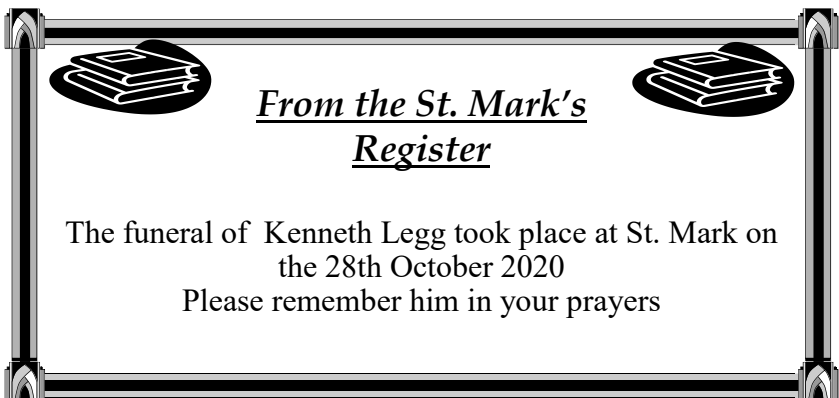 From the St. Mark’s
Register
The funeral of  Kenneth Legg took place at St. Mark on
the 28th October 2020
Please remember him in your prayers